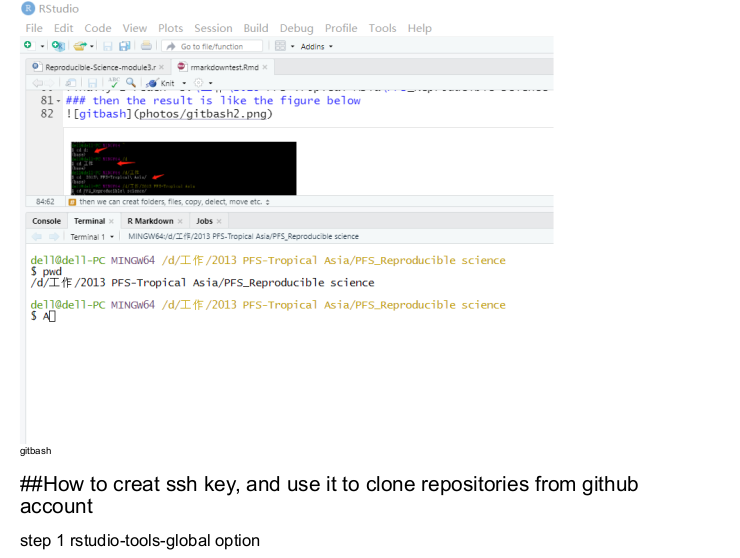 RStudio
File Edit Code View Plots Session Build Debug Profile Tools Help
Go to file/function Addins
Reproducible-Science-module3.r × rmarkdowntest.Rmd ×
ABC Knit
81 ### then the result is like the figure below
82 ![gitbash](photos/gitbash2.png)
84:62 then we can creat folders, files, copy, delect, move etc.
Console Terminal × R Markdown × Jobs ×
Terminal 1 MINGW64:/d/工作/2013 PFS-Tropical Asia/PFS_Reproducible science
dell@dell-PC MINGW64 /d/工作/2013 PFS-Tropical Asia/PFS_Reproducible science
$ pwd
/d/工作/2013 PFS-Tropical Asia/PFS_Reproducible science
dell@dell-PC MINGW64 /d/工作/2013 PFS-Tropical Asia/PFS_Reproducible science
$ A
gitbash
##How to creat ssh key, and use it to clone repositories from github
account
step 1 rstudio-tools-global option